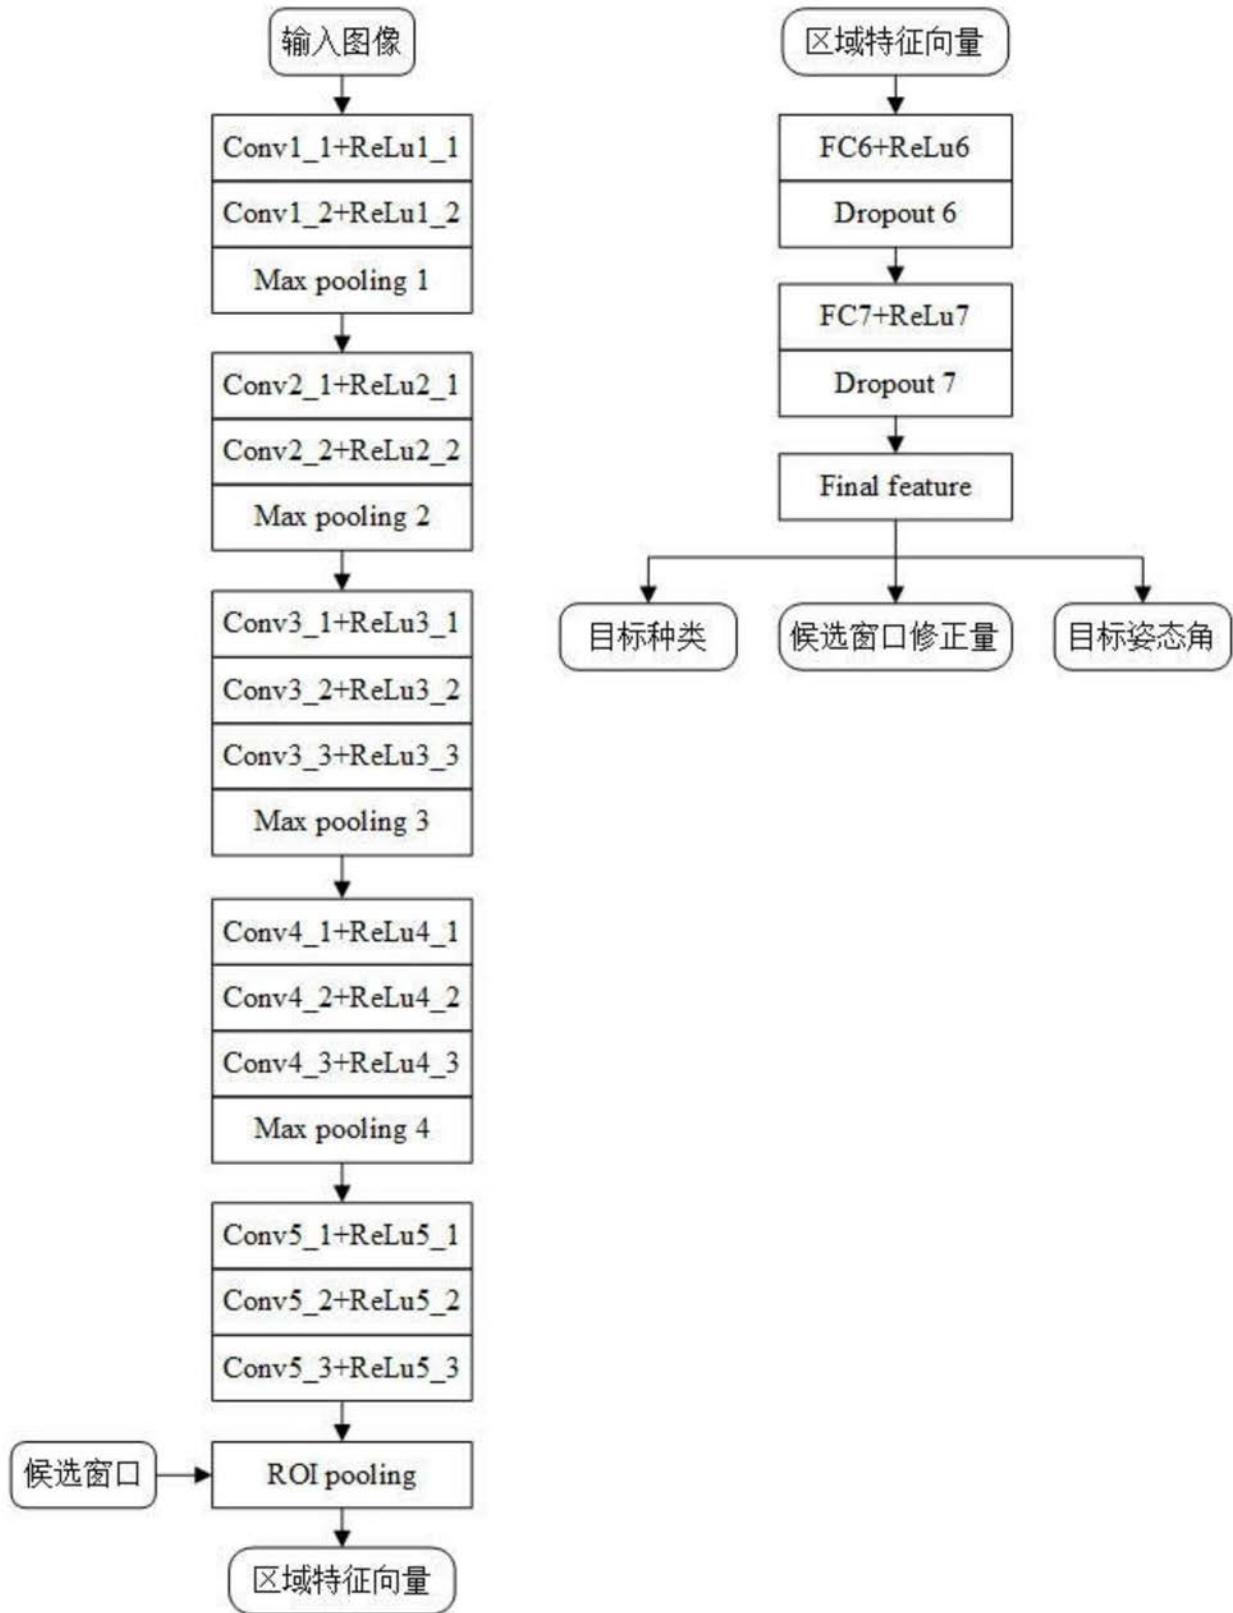 输入图像
Conv1_1+ReLu1_1
Conv1_2+ReLu1_2
Max pooling 1
Conv2_1+ReLu2_1
Conv2_2+ReLu2_2
Max pooling 2
Conv3_1+ReLu3_1
Conv3_2+ReLu3_2
Conv3_3+ReLu3_3
Max pooling 3
Conv4_1+ReLu4_1
Conv4_2+ReLu4_2
Conv4_3+ReLu4_3
Max pooling 4
Conv5_1+ReLu5_1
Conv5_2+ReLu5_2
Conv5_3+ReLu5_3
候选窗口
ROI pooling
区域特征向量
区域特征向量
FC6+ReLu6
Dropout 6
FC7+ReLu7
Dropout 7
Final feature
目标种类
候选窗口修正量
目标姿态角